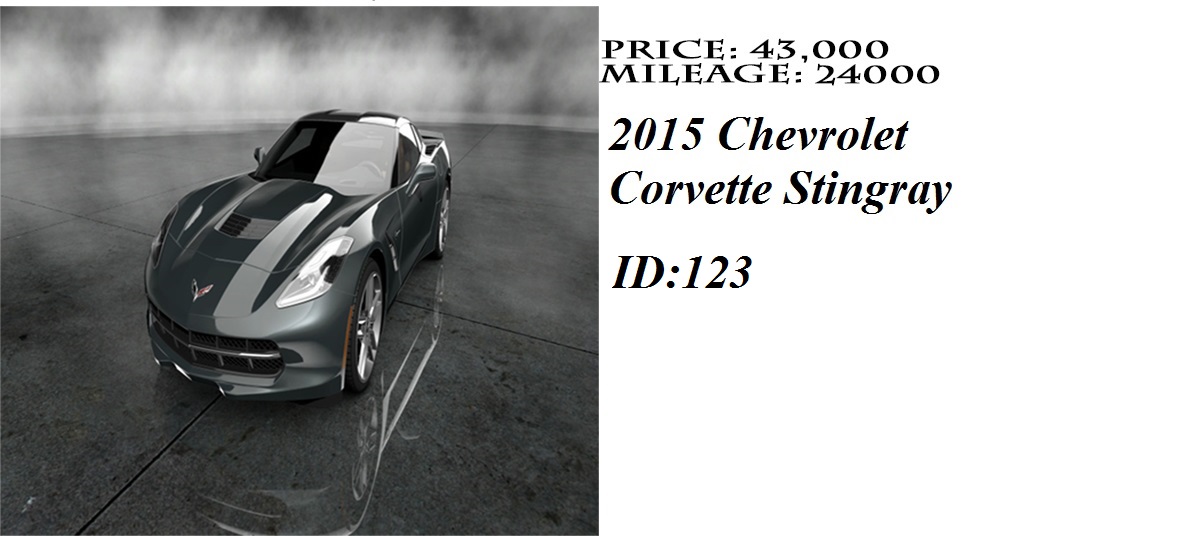 PRICE: 43,000
MILEAGE: 24000
2015 Chevrolet
Corvette Stingray
ID:123